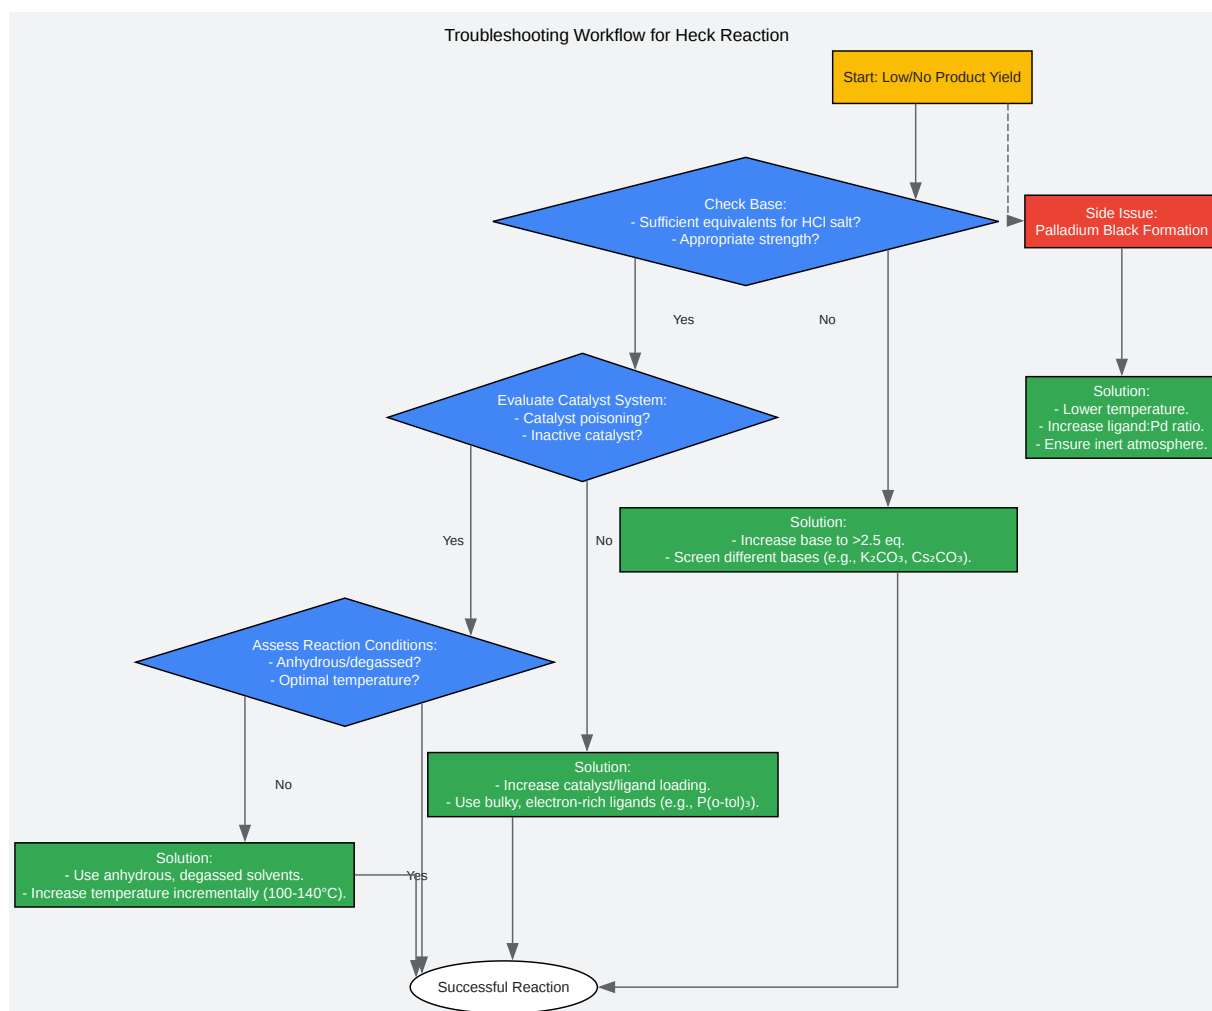 Troubleshooting Workflow for Heck Reaction
Start: Low/No Product Yield
Check Base:
- Sufficient equivalents for HCl salt?
- Appropriate strength?
Side Issue:
Palladium Black Formation
Yes
No
Evaluate Catalyst System:
- Catalyst poisoning?
- Inactive catalyst?
Solution:
- Lower temperature.
- Increase ligand:Pd ratio.
- Ensure inert atmosphere.
Yes
No
Solution:
- Increase base to >2.5 eq.
- Screen different bases (e.g., K₂CO₃, Cs₂CO₃).
Assess Reaction Conditions:
- Anhydrous/degassed?
- Optimal temperature?
No
Solution:
- Increase catalyst/ligand loading.
- Use bulky, electron-rich ligands (e.g., P(o-tol)₃).
Solution:
- Use anhydrous, degassed solvents.
- Increase temperature incrementally (100-140°C).
Yes
Successful Reaction